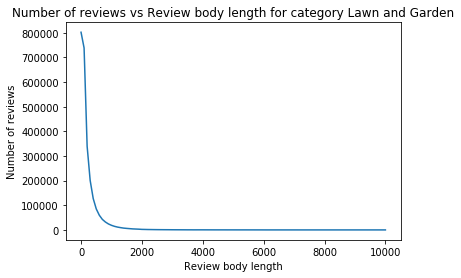 Number of reviews vs Review body length for category Lawn and Garden
800000
700000
600000
500000
400000
300000
200000
100000
0
Number of reviews
0 2000 4000 6000 8000 10000
Review body length